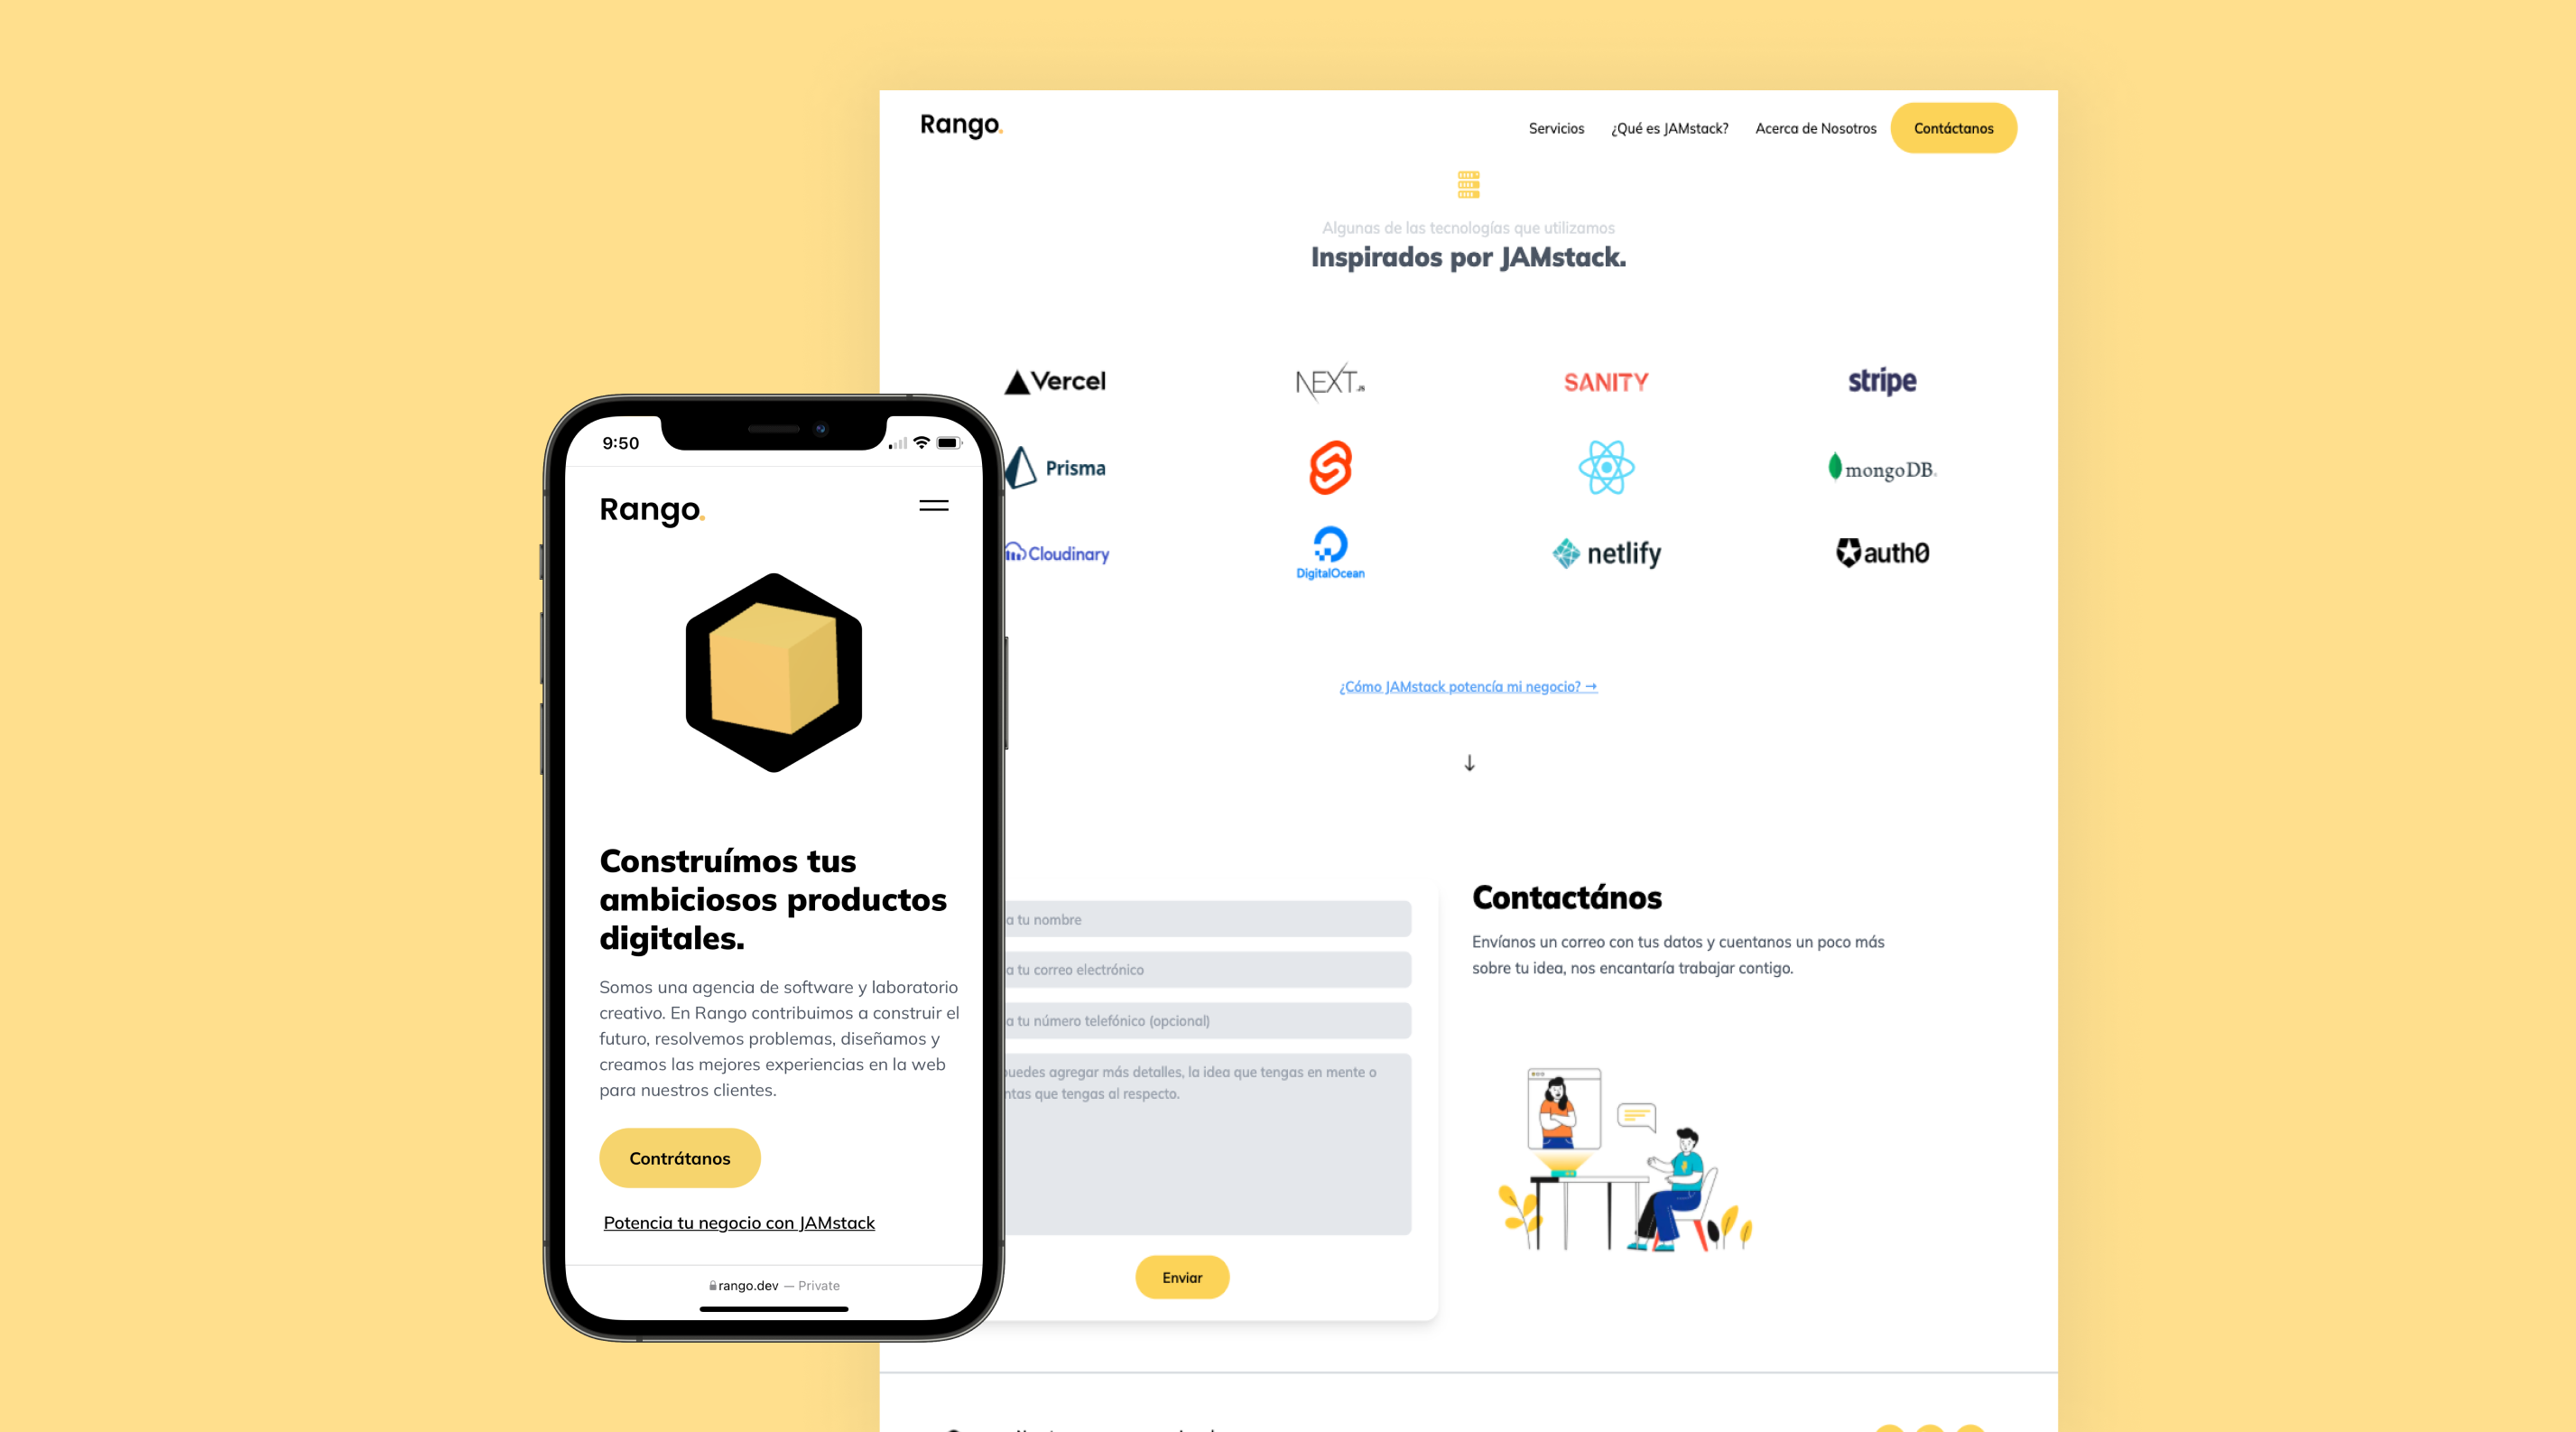 Rango.
Servicios
¿Qué es JAMstack?
Acerca de Nosotros
Contáctanos
Algunas de las tecnologías que utilizamos
Inspirados por JAMstack.
Vercel
NEXT.JS
SANITY
stripe
Prisma
mongoDB.
Cloudinary
DigitalOcean
netlify
auth0
¿Cómo JAMstack potencía mi negocio? →
↓
a tu nombre
a tu correo electrónico
a tu número telefónico (opcional)
puedes agregar más detalles, la idea que tengas en mente o
que tengas al respecto.
Enviar
Contactános
Envíanos un correo con tus datos y cuentanos un poco más
sobre tu idea, nos encantaría trabajar contigo.
9:50
Rango.
Construímos tus
ambiciosos productos
digitales.
Somos una agencia de software y laboratorio
creativo. En Rango contribuimos a construir el
futuro, resolvemos problemas, diseñamos y
creamos las mejores experiencias en la web
para nuestros clientes.
Contrátanos
Potencia tu negocio con JAMstack
rango.dev — Private